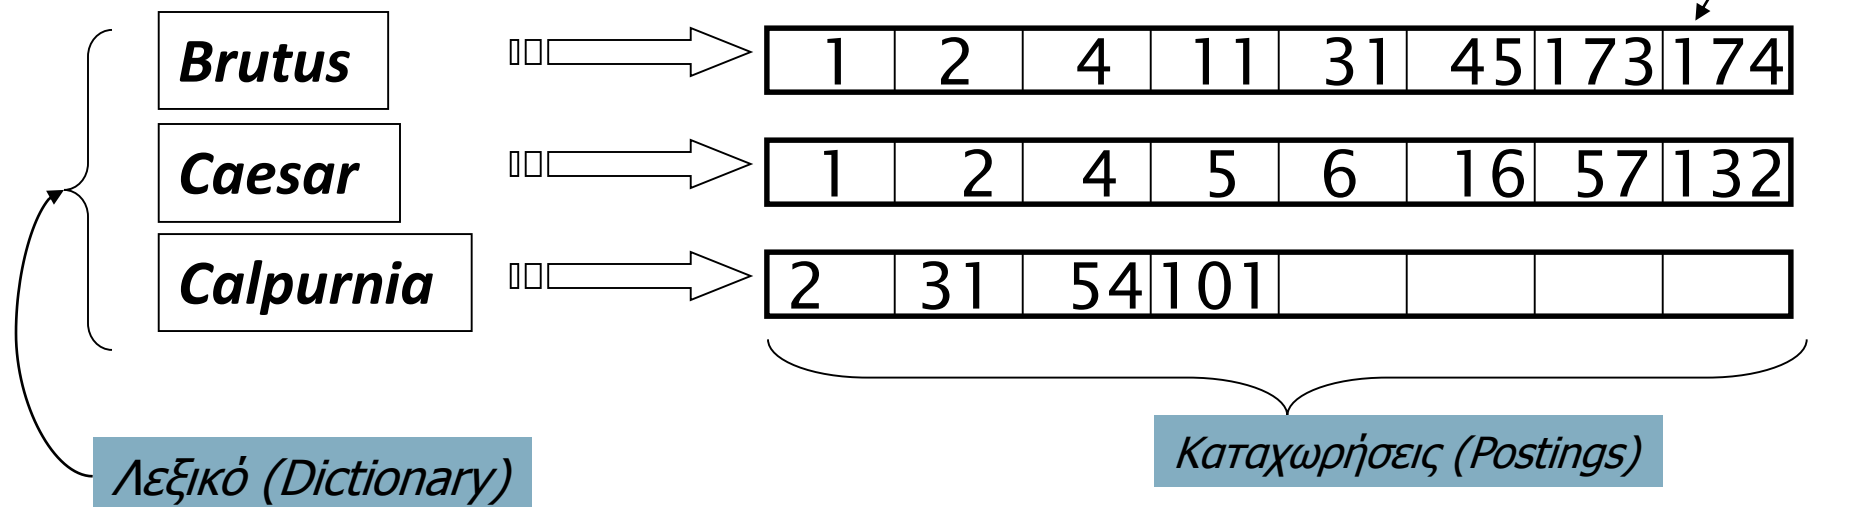 Brutus 1 2 4 11 31 45 173 174
Caesar 1 2 4 5 6 16 57 132
Calpurnia 2 31 54 101
Καταχωρήσεις (Postings)
Λεξικό (Dictionary)